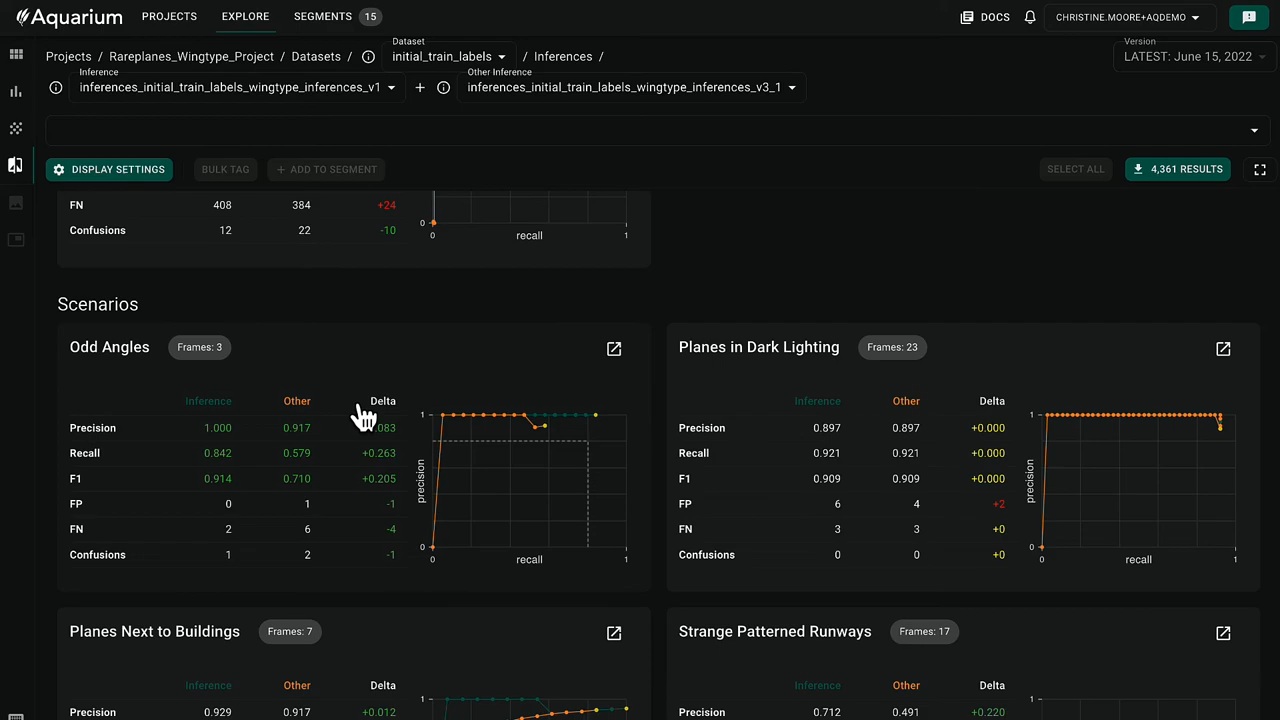 Aquarium PROJECTS EXPLORE SEGMENTS 15 DOCS CHRISTINE.MOORE+AQDEMO
Projects / Rareplanes_Wingtype_Project / Datasets / Dataset initial_train_labels / Inferences / Version LATEST: June 15, 2022
Inference inferences_initial_train_labels_wingtype_inferences_v1 + Other Inference inferences_initial_train_labels_wingtype_inferences_v3_1
DISPLAY SETTINGS BULK TAG + ADD TO SEGMENT SELECT ALL 4,361 RESULTS
FN 408 384 +24
Confusions 12 22 -10
0
0 recall 1
Scenarios
Odd Angles Frames: 3
Inference Other Delta
Precision 1.000 0.917 083
Recall 0.842 0.579 +0.263
F1 0.914 0.710 +0.205
FP 0 1 -1
FN 2 6 -4
Confusions 1 2 -1
1
precision
0
0 recall 1
Planes in Dark Lighting Frames: 23
Inference Other Delta
Precision 0.897 0.897 +0.000
Recall 0.921 0.921 +0.000
F1 0.909 0.909 +0.000
FP 6 4 +2
FN 3 3 +0
Confusions 0 0 +0
1
precision
0
0 recall 1
Planes Next to Buildings Frames: 7
Inference Other Delta
Precision 0.929 0.917 +0.012
1
Strange Patterned Runways Frames: 17
Inference Other Delta
Precision 0.712 0.491 +0.220
1